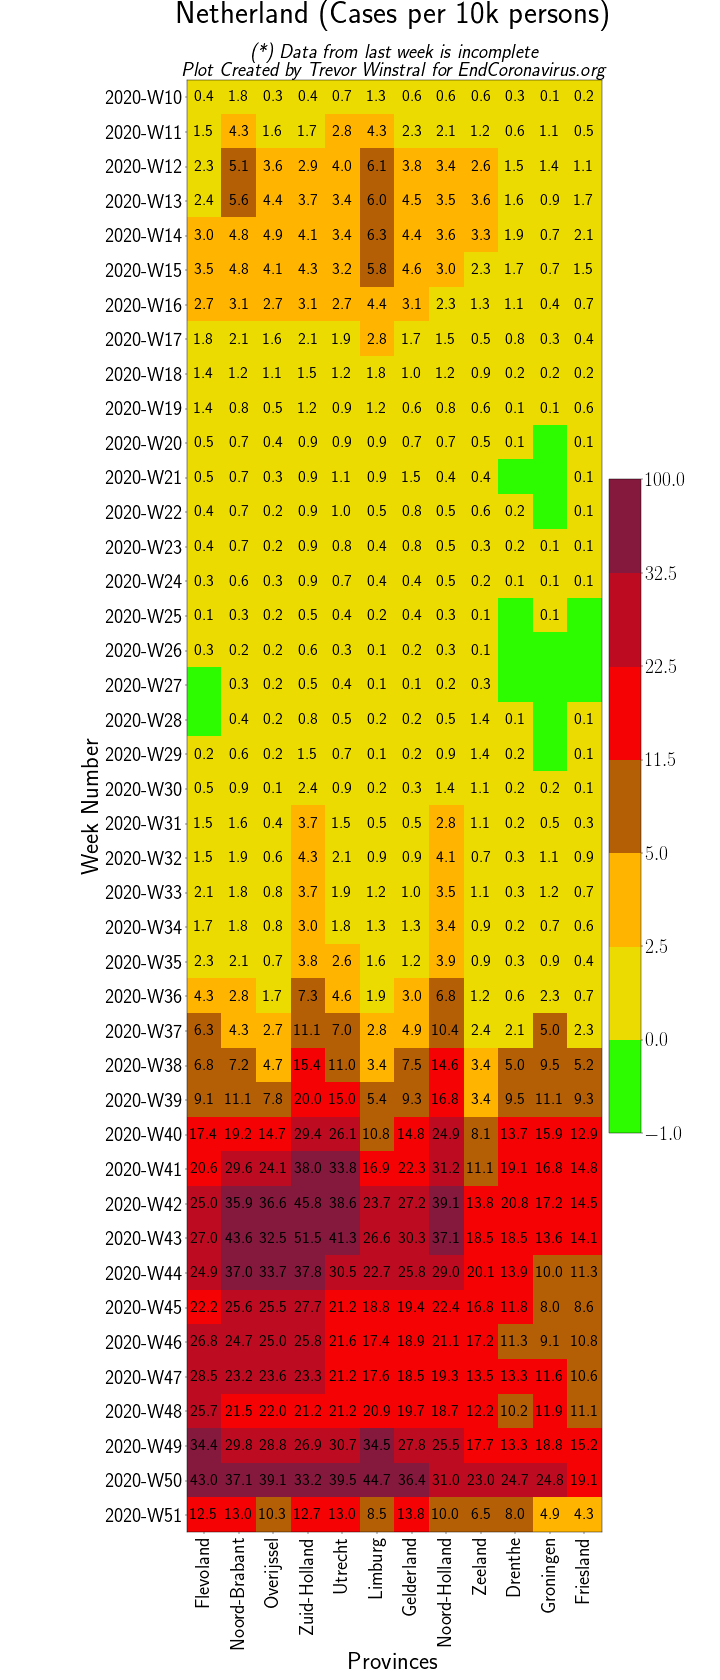 Netherland (Cases per 10k persons)
(*) Data from last week is incomplete
Plot Created by Trevor Winstral for EndCoronavirus.org
2020-W10 0.4 1.8 0.3 0.4 0.7 1.3 0.6 0.6 0.6 0.3 0.1 0.2
2020-W11 1.5 4.3 1.6 1.7 2.8 4.3 2.3 2.1 1.2 0.6 1.1 0.5
2020-W12 2.3 5.1 3.6 2.9 4.0 6.1 3.8 3.4 2.6 1.5 1.4 1.1
2020-W13 2.4 5.6 4.4 3.7 3.4 6.0 4.5 3.5 3.6 1.6 0.9 1.7
2020-W14 3.0 4.8 4.9 4.1 3.4 6.3 4.4 3.6 3.3 1.9 0.7 2.1
2020-W15 3.5 4.8 4.1 4.3 3.2 5.8 4.6 3.0 2.3 1.7 0.7 1.5
2020-W16 2.7 3.1 2.7 3.1 2.7 4.4 3.1 2.3 1.3 1.1 0.4 0.7
2020-W17 1.8 2.1 1.6 2.1 1.9 2.8 1.7 1.5 0.5 0.8 0.3 0.4
2020-W18 1.4 1.2 1.1 1.5 1.2 1.8 1.0 1.2 0.9 0.2 0.2 0.2
2020-W19 1.4 0.8 0.5 1.2 0.9 1.2 0.6 0.8 0.6 0.1 0.1 0.6
2020-W20 0.5 0.7 0.4 0.9 0.9 0.9 0.7 0.7 0.5 0.1 0.1
2020-W21 0.5 0.7 0.3 0.9 1.1 0.9 1.5 0.4 0.4 0.1
2020-W22 0.4 0.7 0.2 0.9 1.0 0.5 0.8 0.5 0.6 0.2 0.1
2020-W23 0.4 0.7 0.2 0.9 0.8 0.4 0.8 0.5 0.3 0.2 0.1 0.1
2020-W24 0.3 0.6 0.3 0.9 0.7 0.4 0.4 0.5 0.2 0.1 0.1 0.1
2020-W25 0.1 0.3 0.2 0.5 0.4 0.2 0.4 0.3 0.1 0.1
2020-W26 0.3 0.2 0.2 0.6 0.3 0.1 0.2 0.3 0.1
2020-W27 0.3 0.2 0.5 0.4 0.1 0.1 0.2 0.3
2020-W28 0.4 0.2 0.8 0.5 0.2 0.2 0.5 1.4 0.1 0.1
2020-W29 0.2 0.6 0.2 1.5 0.7 0.1 0.2 0.9 1.4 0.2 0.1
2020-W30 0.5 0.9 0.1 2.4 0.9 0.2 0.3 1.4 1.1 0.2 0.2 0.1
2020-W31 1.5 1.6 0.4 3.7 1.5 0.5 0.5 2.8 1.1 0.2 0.5 0.3
2020-W32 1.5 1.9 0.6 4.3 2.1 0.9 0.9 4.1 0.7 0.3 1.1 0.9
2020-W33 2.1 1.8 0.8 3.7 1.9 1.2 1.0 3.5 1.1 0.3 1.2 0.7
2020-W34 1.7 1.8 0.8 3.0 1.8 1.3 1.3 3.4 0.9 0.2 0.7 0.6
2020-W35 2.3 2.1 0.7 3.8 2.6 1.6 1.2 3.9 0.9 0.3 0.9 0.4
2020-W36 4.3 2.8 1.7 7.3 4.6 1.9 3.0 6.8 1.2 0.6 2.3 0.7
2020-W37 6.3 4.3 2.7 11.1 7.0 2.8 4.9 10.4 2.4 2.1 5.0 2.3
2020-W38 6.8 7.2 4.7 15.4 11.0 3.4 7.5 14.6 3.4 5.0 9.5 5.2
2020-W39 9.1 11.1 7.8 20.0 15.0 5.4 9.3 16.8 3.4 9.5 11.1 9.3
2020-W40 17.4 19.2 14.7 29.4 26.1 10.8 14.8 24.9 8.1 13.7 15.9 12.9
2020-W41 20.6 29.6 24.1 38.0 33.8 16.9 22.3 31.2 11.1 19.1 16.8 14.8
2020-W42 25.0 35.9 36.6 45.8 38.6 23.7 27.2 39.1 13.8 20.8 17.2 14.5
2020-W43 27.0 43.6 32.5 51.5 41.3 26.6 30.3 37.1 18.5 18.5 13.6 14.1
2020-W44 24.9 37.0 33.7 37.8 30.5 22.7 25.8 29.0 20.1 13.9 10.0 11.3
2020-W45 22.2 25.6 25.5 27.7 21.2 18.8 19.4 22.4 16.8 11.8 8.0 8.6
2020-W46 26.8 24.7 25.0 25.8 21.6 17.4 18.9 21.1 17.2 11.3 9.1 10.8
2020-W47 28.5 23.2 23.6 23.3 21.2 17.6 18.5 19.3 13.5 13.3 11.6 10.6
2020-W48 25.7 21.5 22.0 21.2 21.2 20.9 19.7 18.7 12.2 10.2 11.9 11.1
2020-W49 34.4 29.8 28.8 26.9 30.7 34.5 27.8 25.5 17.7 13.3 18.8 15.2
2020-W50 43.0 37.1 39.1 33.2 39.5 44.7 36.4 31.0 23.0 24.7 24.8 19.1
2020-W51 12.5 13.0 10.3 12.7 13.0 8.5 13.8 10.0 6.5 8.0 4.9 4.3
Week Number
100.0
32.5
22.5
11.5
5.0
2.5
0.0
−1.0
Flevoland
Noord-Brabant
Overijssel
Zuid-Holland
Utrecht
Limburg
Gelderland
Noord-Holland
Zeeland
Drenthe
Groningen
Friesland
Provinces